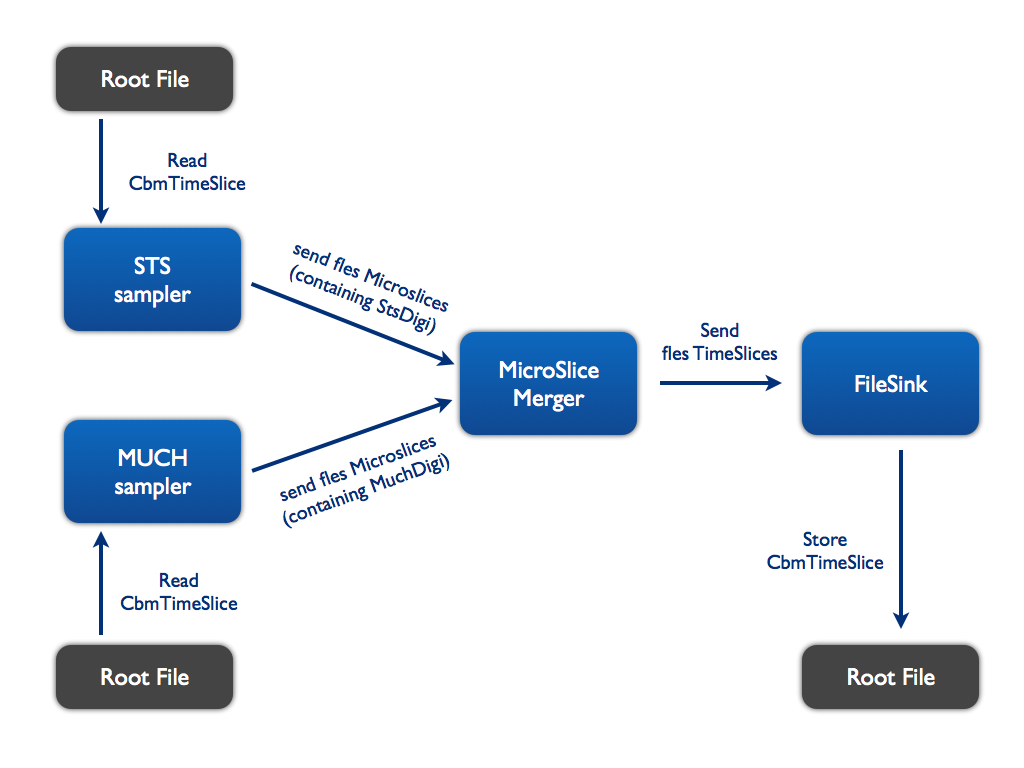 Root File
Read
CbmTimeSlice
STS
sampler
send fles Microslices
(containing StsDigi)
MicroSlice
Merger
Send
fles TimeSlices
FileSink
MUCH
sampler
send fles Microslices
(containing MuchDigi)
Read
CbmTimeSlice
Root File
Store
CbmTimeSlice
Root File